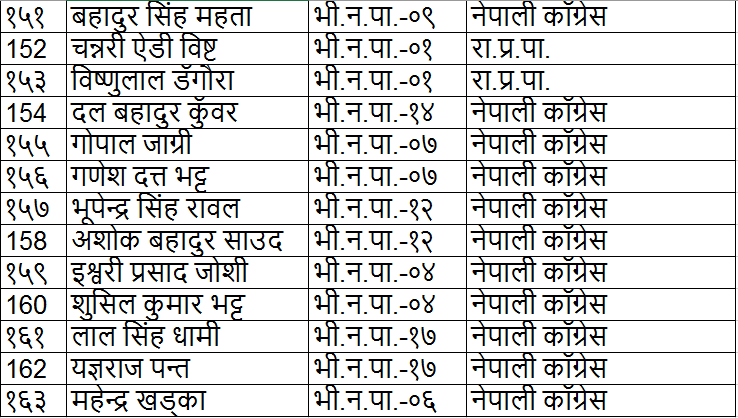 १५१ बहादुर सिंह महता भी.न.पा.-०९ नेपाली कॉग्रेस
152 चन्नरी ऐडी विष्ट भी.न.पा.-०१ रा.प्र.पा.
१५३ विष्णुलाल डॅगौरा भी.न.पा.-०१ रा.प्र.पा.
154 दल बहादुर कुॅवर भी.न.पा.-१४ नेपाली कॉग्रेस
१५५ गोपाल जाग्री भी.न.पा.-०७ नेपाली कॉग्रेस
१५६ गणेश दत्त भट्ट भी.न.पा.-०७ नेपाली कॉग्रेस
१५७ भूपेन्द्र सिंह रावल भी.न.पा.-१२ नेपाली कॉग्रेस
158 अशोक बहादुर साउद भी.न.पा.-१२ नेपाली कॉग्रेस
१५९ इश्वरी प्रसाद जोशी भी.न.पा.-०४ नेपाली कॉग्रेस
160 शुसिल कुमार भट्ट भी.न.पा.-०४ नेपाली कॉग्रेस
१६१ लाल सिंह धामी भी.न.पा.-१७ नेपाली कॉग्रेस
162 यज्ञराज पन्त भी.न.पा.-१७ नेपाली कॉग्रेस
१६३ महेन्द्र खड्का भी.न.पा.-०६ नेपाली कॉग्रेस